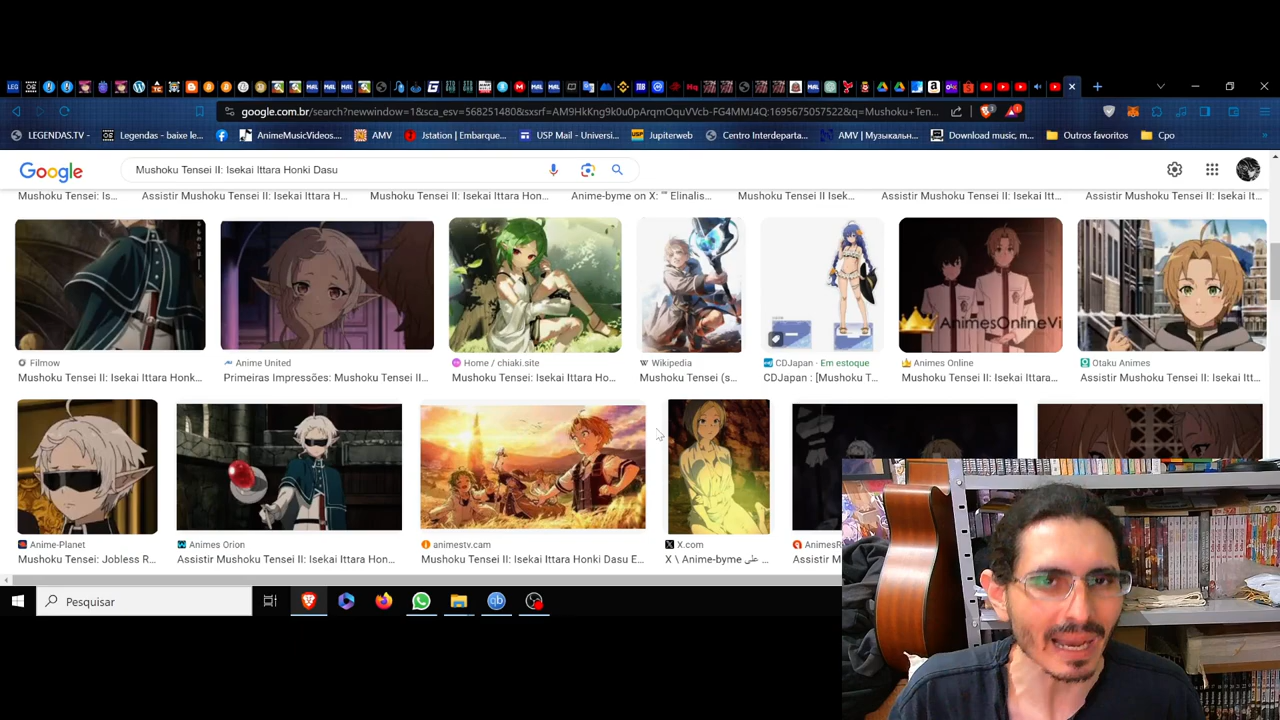 LEG
google.com.br/search?newwindow=1&sca_esv=568251480&sxsrf=AM9HkKng9k0u0pArqmOquVVcb-FG4MMJ4Q:1695675057522&q=Mushoku+Ten...
LEGENDAS.TV -
Legendas - baixe le...
AnimeMusicVideos....
AMV
Jstation | Embarque...
USP Mail - Universi...
Jupiterweb
Centro Interdeparta...
AMV | Музыкальн...
Download music, m...
Outros favoritos
Cpo
Google
Mushoku Tensei II: Isekai Ittara Honki Dasu
Mushoku Tensei: Is...
Assistir Mushoku Tensei II: Isekai Ittara H...
Mushoku Tensei II: Isekai Ittara Hon...
Anime-byme on X: "" Elinalis...
Mushoku Tensei II Isek...
Assistir Mushoku Tensei II: Isekai Itt...
Assistir Mushoku Tensei II: Isekai It...
AnimesOnlineVi
Filmow
Mushoku Tensei II: Isekai Ittara Honk...
Anime United
Primeiras Impressões: Mushoku Tensei II...
Home / chiaki.site
Mushoku Tensei: Isekai Ittara Ho...
Wikipedia
Mushoku Tensei (s...
CDJapan · Em estoque
CDJapan : [Mushoku T...
Animes Online
Mushoku Tensei II: Isekai Ittara...
Otaku Animes
Assistir Mushoku Tensei II: Isekai Itt...
Anime-Planet
Mushoku Tensei: Jobless R...
Animes Orion
Assistir Mushoku Tensei II: Isekai Ittara Hon...
animestv.cam
Mushoku Tensei II: Isekai Ittara Honki Dasu E...
X.com
X \ Anime-byme على ...
AnimesR
Assistir M
Pesquisar